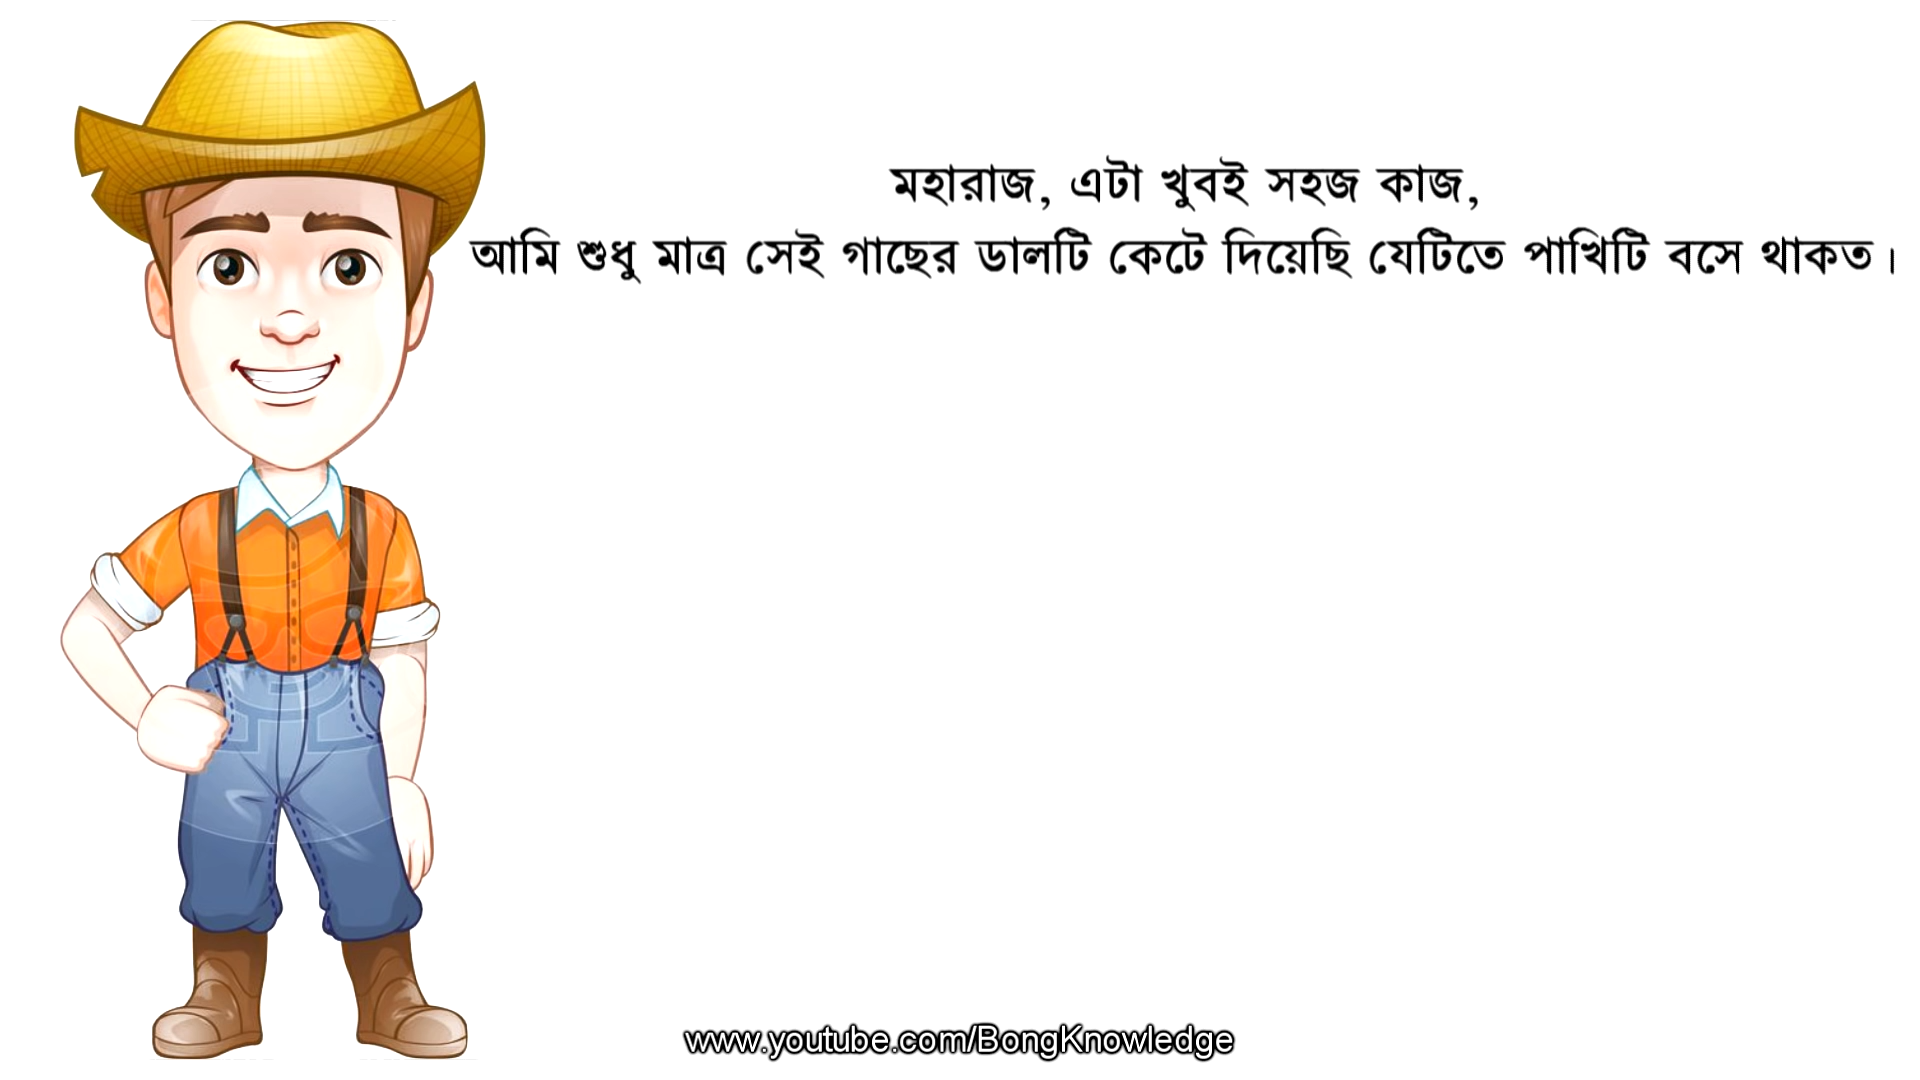 মহারাজ, এটা খুবই সহজ কাজ,
আমি শুধু মাত্র সেই গাছের ডালটি কেটে দিয়েছি যেটিতে পাখিটি বসে থাকত।
www.youtube.com/BongKnowledge